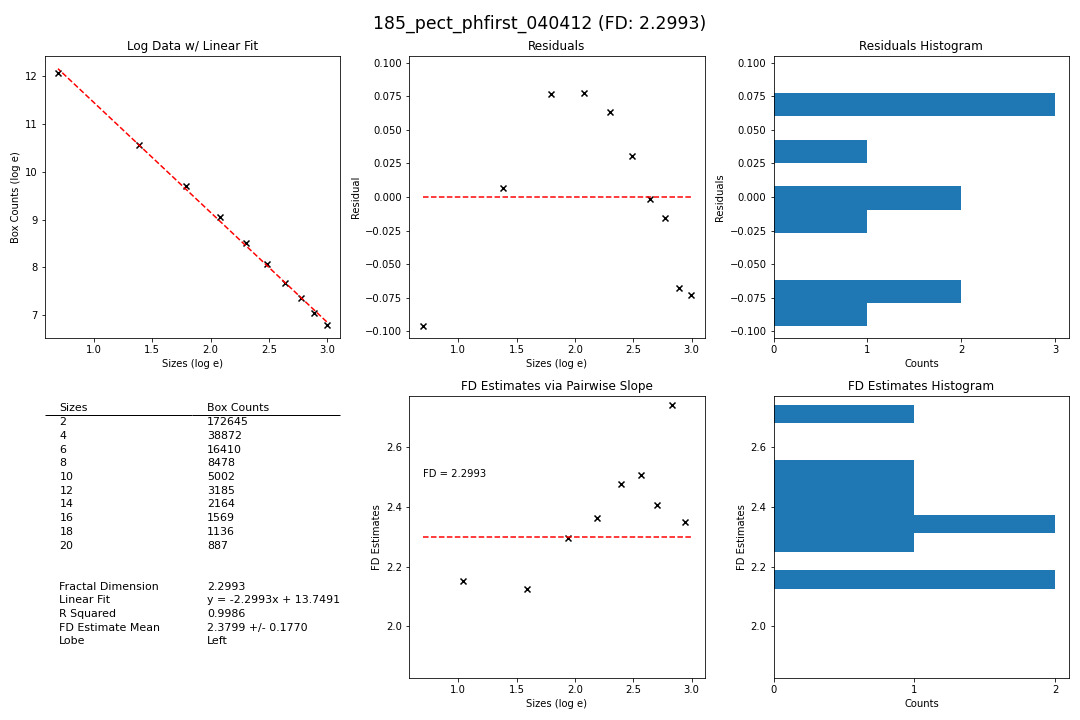 185_pect_phfirst_040412 (FD: 2.2993)
Log Data w/ Linear Fit
12
11
10
9
8
7
Box Counts (log e)
1.0 1.5 2.0 2.5 3.0
Sizes (log e)
Residuals
0.100
0.075
0.050
0.025
0.000
−0.025
−0.050
−0.075
−0.100
Residual
1.0 1.5 2.0 2.5 3.0
Sizes (log e)
Residuals Histogram
0.100
0.075
0.050
0.025
0.000
−0.025
−0.050
−0.075
−0.100
Residuals
0 1 2 3
Counts
Sizes Box Counts
2 172645
4 38872
6 16410
8 8478
10 5002
12 3185
14 2164
16 1569
18 1136
20 887
Fractal Dimension 2.2993
Linear Fit y = -2.2993x + 13.7491
R Squared 0.9986
FD Estimate Mean 2.3799 +/- 0.1770
Lobe Left
FD Estimates via Pairwise Slope
2.6
2.4
2.2
2.0
FD Estimates
FD = 2.2993
1.0 1.5 2.0 2.5 3.0
Sizes (log e)
FD Estimates Histogram
2.6
2.4
2.2
2.0
FD Estimates
0 1 2
Counts